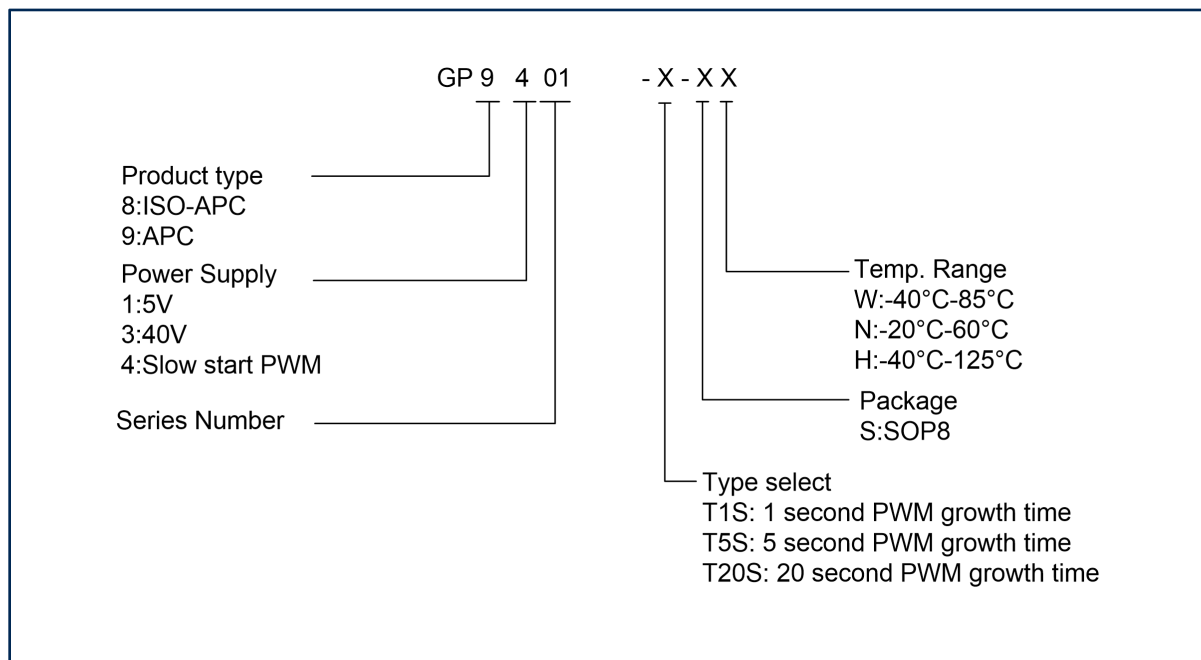 GP 9 4 01 - X - X X
Product type
8:ISO-APC
9:APC
Power Supply
1:5V
3:40V
4:Slow start PWM
Series Number
Temp. Range
W:-40°C-85°C
N:-20°C-60°C
H:-40°C-125°C
Package
S:SOP8
Type select
T1S: 1 second PWM growth time
T5S: 5 second PWM growth time
T20S: 20 second PWM growth time